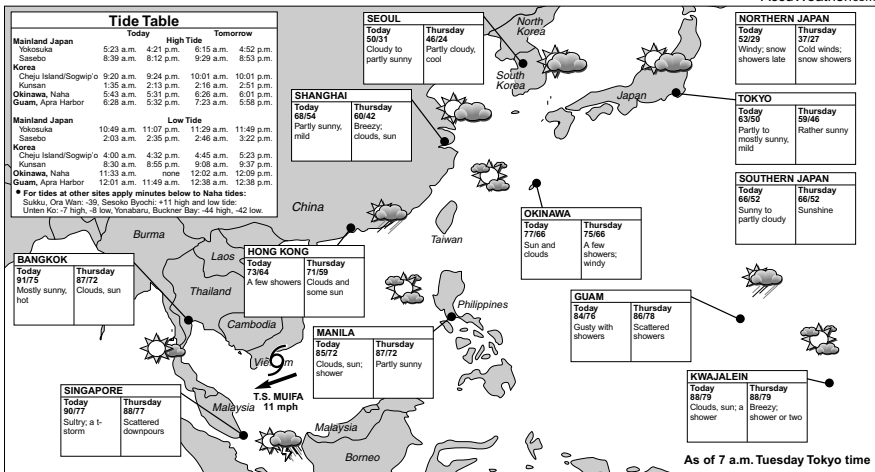 Tide Table
Today Tomorrow
Mainland Japan High Tide
Yokosuka 5:23 a.m. 4:21 p.m. 6:15 a.m. 4:52 p.m.
Sasebo 8:39 a.m. 8:12 p.m. 9:29 a.m. 8:53 p.m.
Korea
Cheju Island/Sogwip'o 9:20 a.m. 9:24 p.m. 10:01 a.m. 10:01 p.m.
Kunsan 1:35 a.m. 2:13 p.m. 2:16 a.m. 2:51 p.m.
Okinawa, Naha 5:43 a.m. 5:31 p.m. 6:26 a.m. 6:01 p.m.
Guam, Apra Harbor 6:28 a.m. 5:32 p.m. 7:23 a.m. 5:58 p.m.
Mainland Japan Low Tide
Yokosuka 10:49 a.m. 11:07 p.m. 11:29 a.m. 11:49 p.m.
Sasebo 2:03 a.m. 2:35 p.m. 2:46 a.m. 3:22 p.m.
Korea
Cheju Island/Sogwip'o 4:00 a.m. 4:32 p.m. 4:45 a.m. 5:23 p.m.
Kunsan 8:30 a.m. 8:55 p.m. 9:08 a.m. 9:37 p.m.
Okinawa, Naha 11:33 a.m. none 12:02 a.m. 12:09 p.m.
Guam, Apra Harbor 12:01 a.m. 11:49 a.m. 12:38 a.m. 12:38 p.m.
• For tides at other sites apply minutes below to Naha tides:
Sukku, Ora Wan: -39, Sesoko Byochi: +11 high and low tide:
Unten Ko: -7 high, -8 low, Yonabaru, Buckner Bay: -44 high, -42 low.
SEOUL
Today Thursday
50/31 46/24
Cloudy to Partly cloudy,
partly sunny cool
North
Korea
South
Korea
Japan
NORTHERN JAPAN
Today Thursday
52/29 37/27
Windy; snow Cold winds;
showers late snow showers
SHANGHAI
Today Thursday
68/54 60/42
Partly sunny, Breezy;
mild clouds, sun
TOKYO
Today Thursday
63/50 59/46
Partly to Rather sunny
mostly sunny,
mild
SOUTHERN JAPAN
Today Thursday
66/52 66/52
Sunny to Sunshine
partly cloudy
China
Taiwan
OKINAWA
Today Thursday
77/66 75/66
Sun and A few
clouds showers;
windy
Burma
Laos
Thailand
Cambodia
BANGKOK
Today Thursday
91/75 87/72
Mostly sunny, Clouds, sun
hot
HONG KONG
Today Thursday
73/64 71/59
A few showers Clouds and
some sun
Philippines
GUAM
Today Thursday
84/76 86/78
Gusty with Scattered
showers showers
MANILA
Today Thursday
85/72 87/72
Clouds, sun; Partly sunny
shower
T.S. MUIFA
11 mph
KWAJALEIN
Today Thursday
88/79 88/79
Clouds, sun; a Breezy;
shower shower or two
SINGAPORE
Today Thursday
90/77 88/77
Sultry; a t- Scattered
storm downpours
Malaysia
Malaysia
Borneo
As of 7 a.m. Tuesday Tokyo time